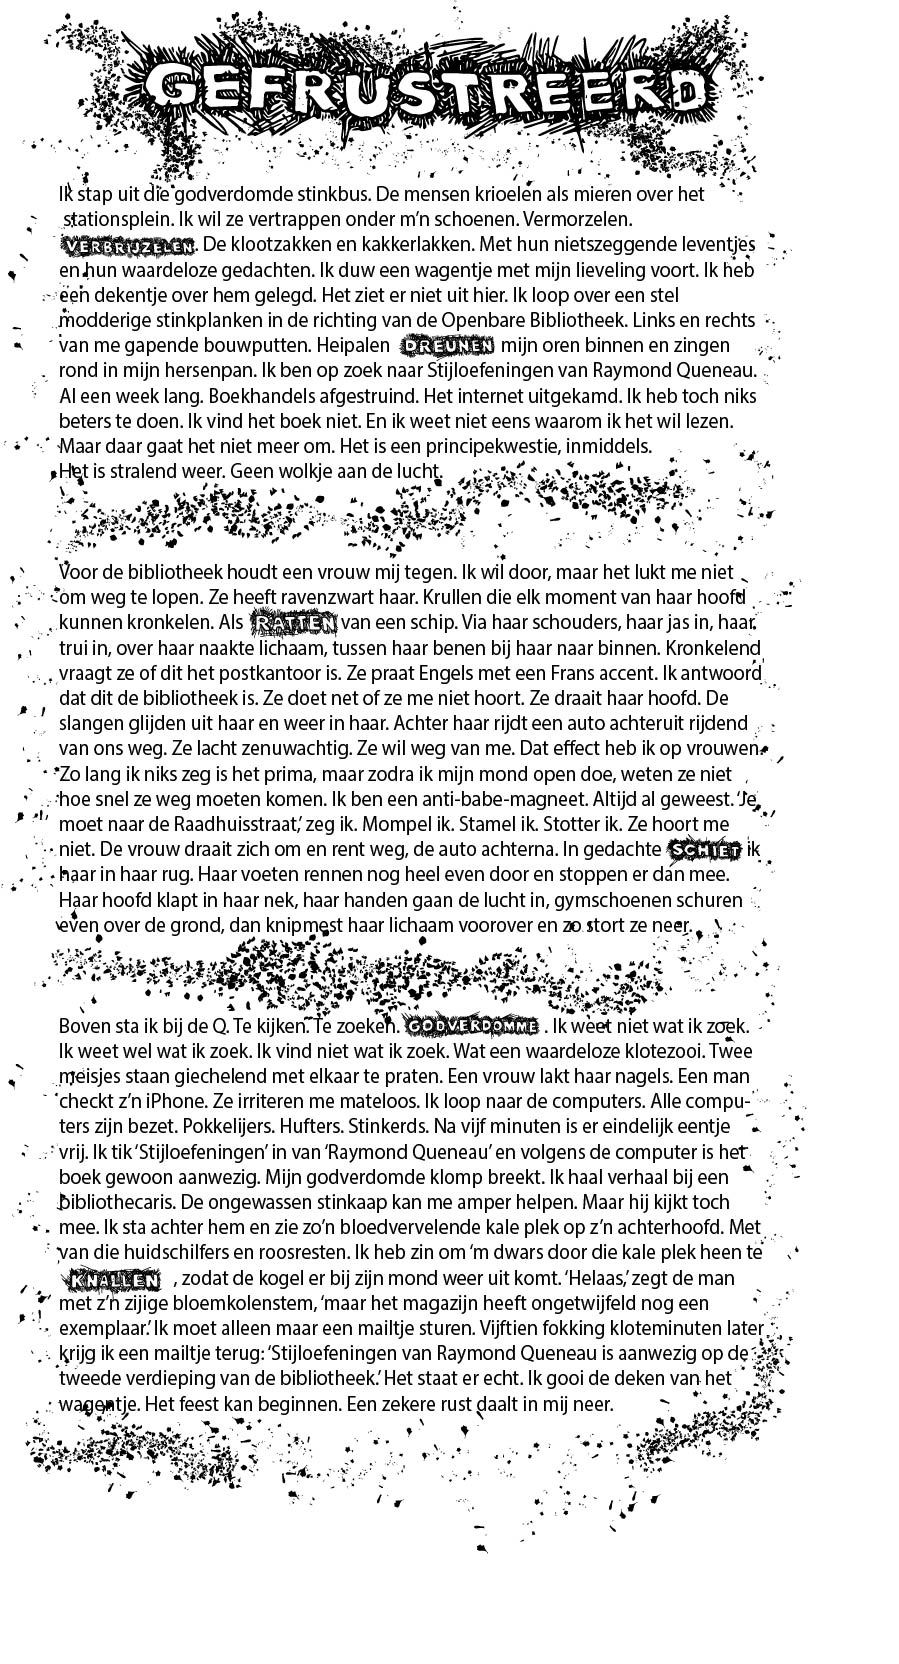 GEFRUSTREERD
Ik stap uit die godverdomde stinkbus. De mensen krioelen als mieren over het
stationsplein. Ik wil ze vertrappen onder m’n schoenen. Vermorzelen.
VERBRIJZELEN. De klootzakken en kakkerlakken. Met hun nietszeggende leventjes
en hun waardeloze gedachten. Ik duw een wagentje met mijn lieveling voort. Ik heb
een dekentje over hem gelegd. Het ziet er niet uit hier. Ik loop over een stel
modderige stinkplanken in de richting van de Openbare Bibliotheek. Links en rechts
van me gapende bouwputten. Heipalen DREUNEN mijn oren binnen en zingen
rond in mijn hersenpan. Ik ben op zoek naar Stijloefeningen van Raymond Queneau.
Al een week lang. Boekhandels afgestruind. Het internet uitgekamd. Ik heb toch niks
beters te doen. Ik vind het boek niet. En ik weet niet eens waarom ik het wil lezen.
Maar daar gaat het niet meer om. Het is een principekwestie, inmiddels.
Het is stralend weer. Geen wolkje aan de lucht.
Voor de bibliotheek houdt een vrouw mij tegen. Ik wil door, maar het lukt me niet
om weg te lopen. Ze heeft ravenzwart haar. Krullen die elk moment van haar hoofd
kunnen kronkelen. Als RATTEN van een schip. Via haar schouders, haar jas in, haar
trui in, over haar naakte lichaam, tussen haar benen bij haar naar binnen. Kronkelend
vraagt ze of dit het postkantoor is. Ze praat Engels met een Frans accent. Ik antwoord
dat dit de bibliotheek is. Ze doet net of ze me niet hoort. Ze draait haar hoofd. De
slangen glijden uit haar en weer in haar. Achter haar rijdt een auto achteruit rijdend
van ons weg. Ze lacht zenuwachtig. Ze wil weg van me. Dat effect heb ik op vrouwen.
Zo lang ik niks zeg is het prima, maar zodra ik mijn mond open doe, weten ze niet
hoe snel ze weg moeten komen. Ik ben een anti-babe-magneet. Altijd al geweest. ‘Je
moet naar de Raadhuisstraat,’ zeg ik. Mompel ik. Stamel ik. Stotter ik. Ze hoort me
niet. De vrouw draait zich om en rent weg, de auto achterna. In gedachte SCHIET ik
haar in haar rug. Haar voeten rennen nog heel even door en stoppen er dan mee.
Haar hoofd klapt in haar nek, haar handen gaan de lucht in, gymschoenen schuren
even over de grond, dan knipmest haar lichaam voorover en zo stort ze neer.
Boven sta ik bij de Q. Te kijken. Te zoeken. GODVERDOMME . Ik weet niet wat ik zoek.
Ik weet wel wat ik zoek. Ik vind niet wat ik zoek. Wat een waardeloze klotezooi. Twee
meisjes staan giechelend met elkaar te praten. Een vrouw lakt haar nagels. Een man
checkt z’n iPhone. Ze irriteren me mateloos. Ik loop naar de computers. Alle compu-
ters zijn bezet. Pokkelijers. Hufters. Stinkerds. Na vijf minuten is er eindelijk eentje
vrij. Ik tik ‘Stijloefeningen’ in van ‘Raymond Queneau’ en volgens de computer is het
boek gewoon aanwezig. Mijn godverdomde klomp breekt. Ik haal verhaal bij een
bibliothecaris. De ongewassen stinkaap kan me amper helpen. Maar hij kijkt toch
mee. Ik sta achter hem en zie zo’n bloedvervelende kale plek op z’n achterhoofd. Met
van die huidschilfers en roosresten. Ik heb zin om ‘m dwars door die kale plek heen te
KNALLEN , zodat de kogel er bij zijn mond weer uit komt. ‘Helaas,’ zegt de man
met z’n zijige bloemkolenstem, ‘maar het magazijn heeft ongetwijfeld nog een
exemplaar.’ Ik moet alleen maar een mailtje sturen. Vijftien fokking kloteminuten later
krijg ik een mailtje terug: ‘Stijloefeningen van Raymond Queneau is aanwezig op de
tweede verdieping van de bibliotheek.’ Het staat er echt. Ik gooi de deken van het
wagentje. Het feest kan beginnen. Een zekere rust daalt in mij neer.